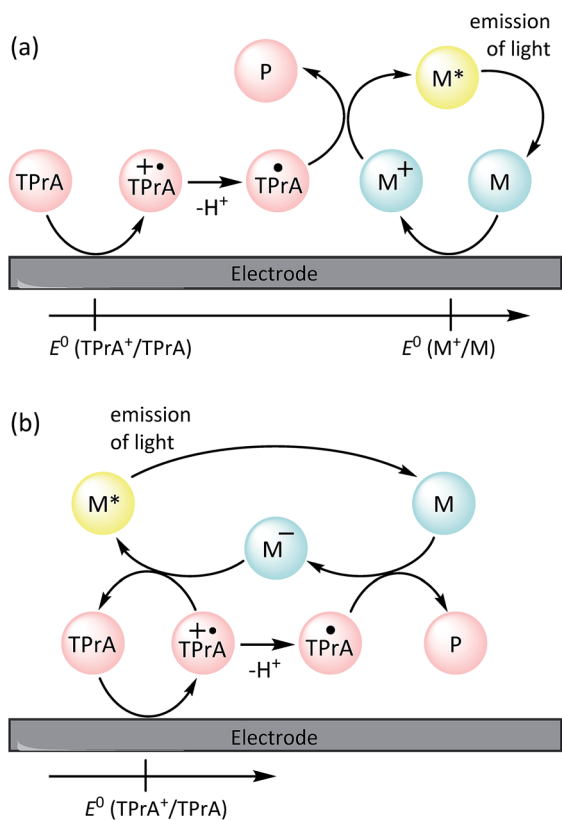 (a)
emission
of light
P
M*
TPrA
+•
TPrA
-H⁺
•
TPrA
M⁺
M
Electrode
E⁰ (TPrA⁺/TPrA)
E⁰ (M⁺/M)
(b)
emission
of light
M*
M
M⁻
TPrA
+•
TPrA
-H⁺
•
TPrA
P
Electrode
E⁰ (TPrA⁺/TPrA)